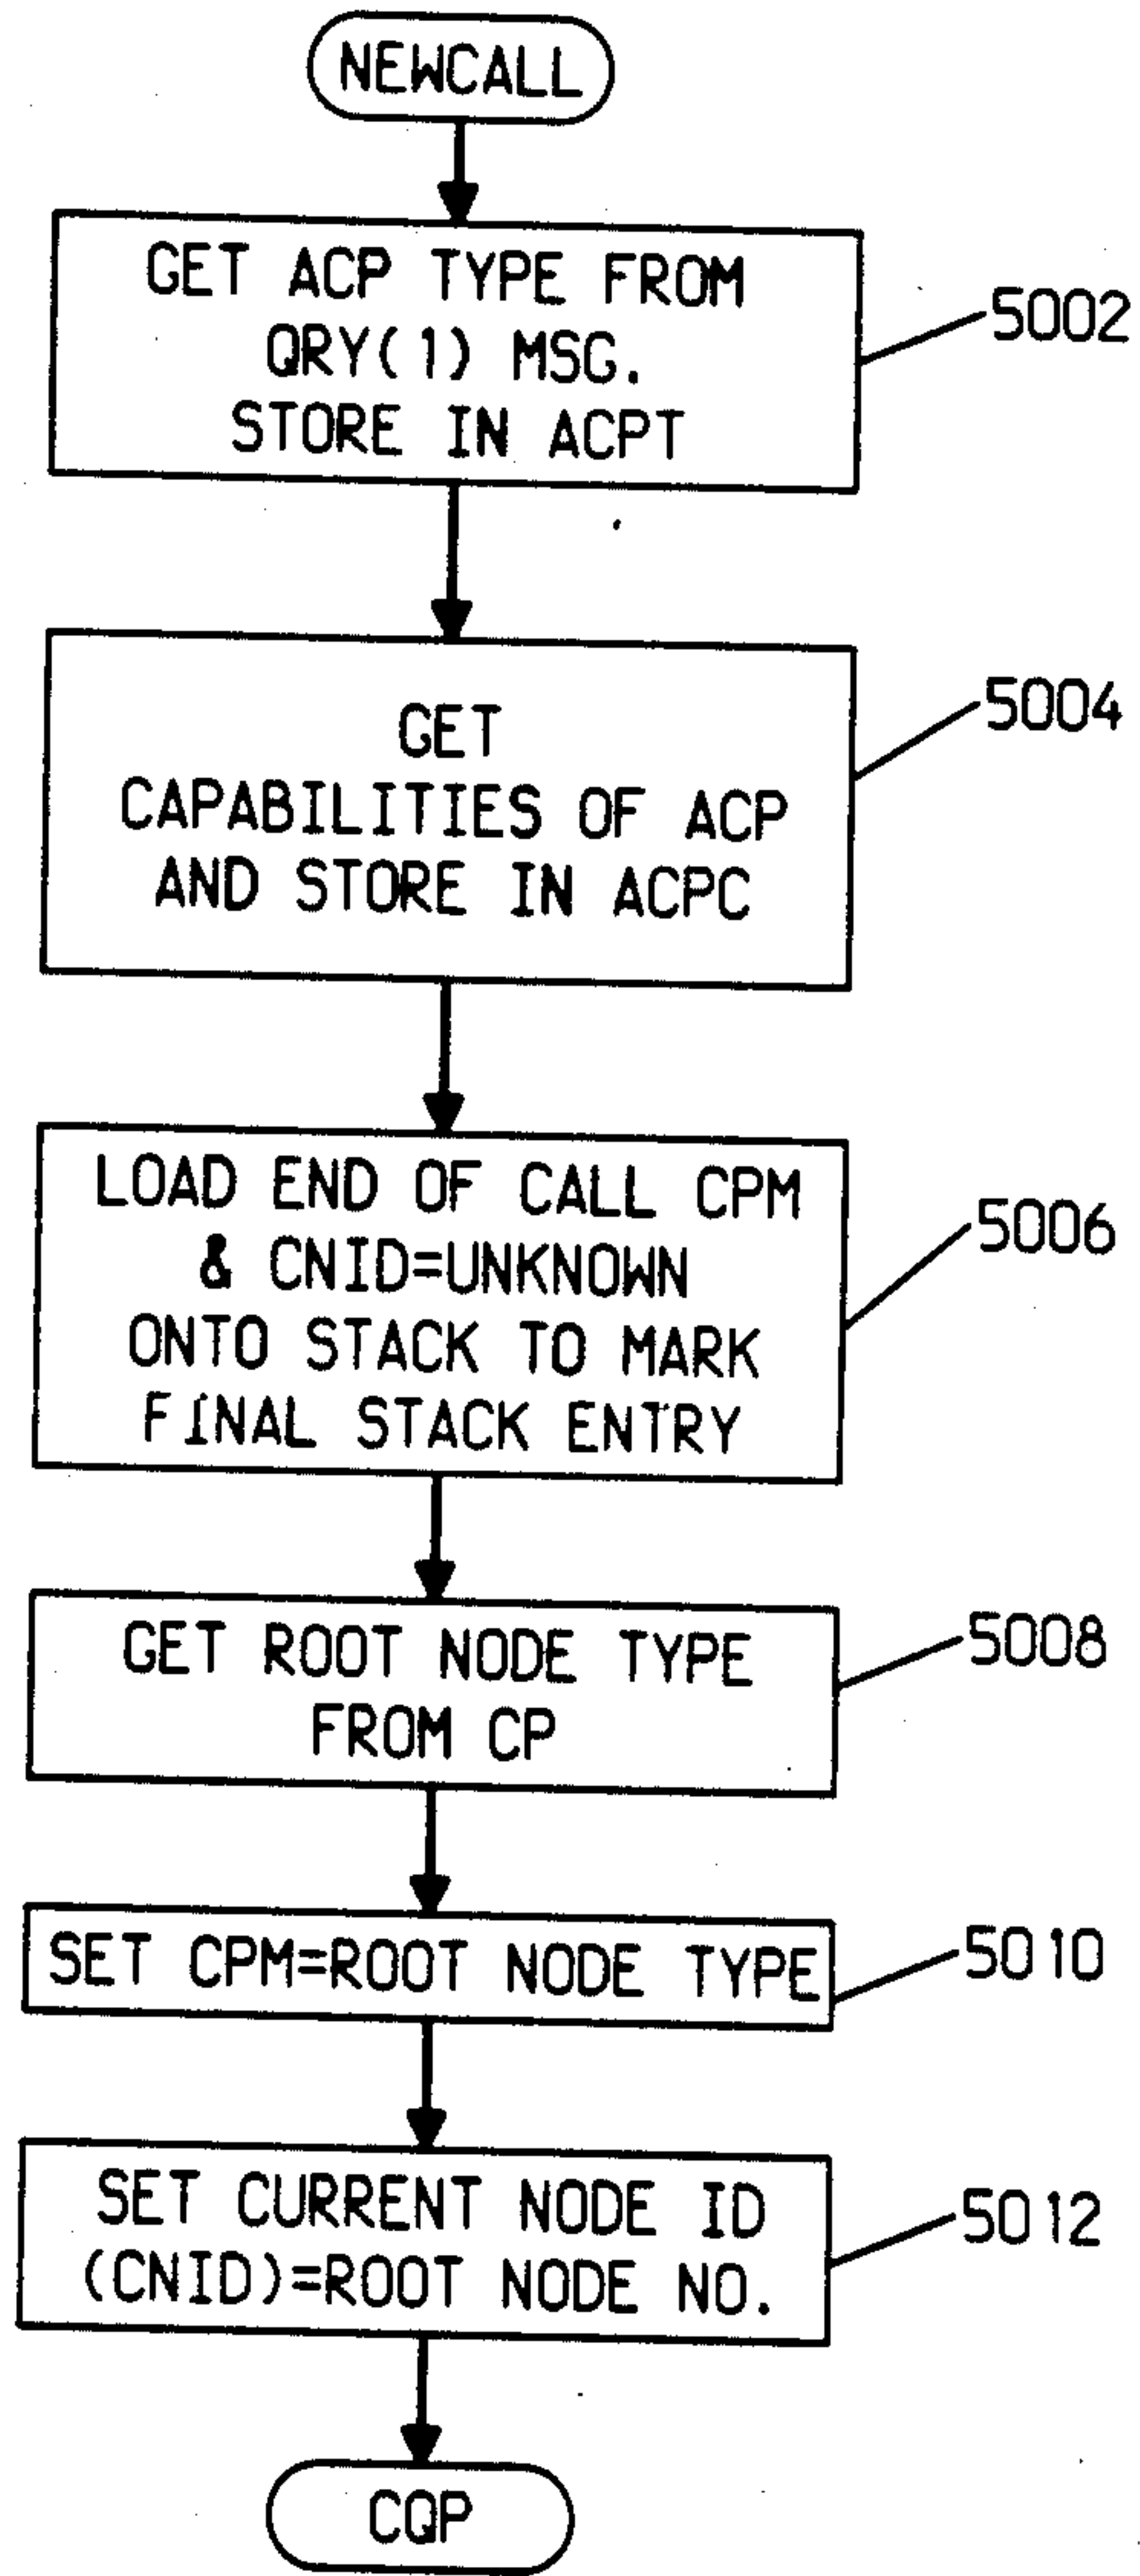 NEWCALL
GET ACP TYPE FROM
QRY(1) MSG.
STORE IN ACPT
5002
GET
CAPABILITIES OF ACP
AND STORE IN ACPC
5004
LOAD END OF CALL CPM
& CNID=UNKNOWN
ONTO STACK TO MARK
FINAL STACK ENTRY
5006
GET ROOT NODE TYPE
FROM CP
5008
SET CPM=ROOT NODE TYPE
5010
SET CURRENT NODE ID
(CNID)=ROOT NODE NO.
5012
CQP